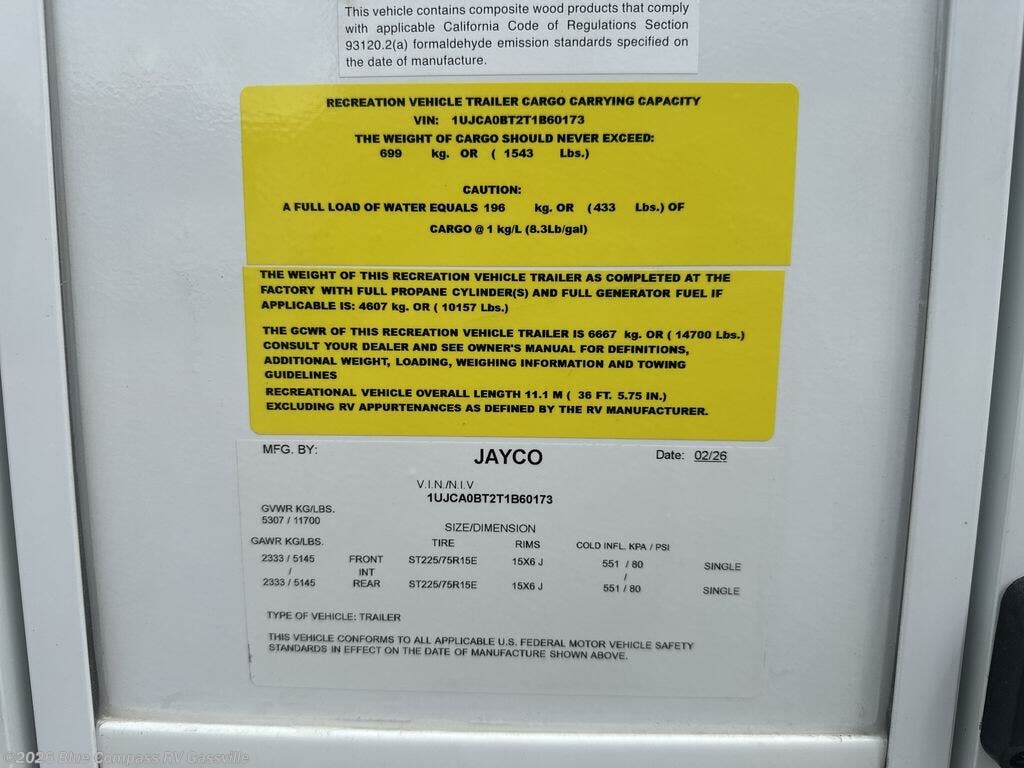 This vehicle contains composite wood products that comply
with applicable California Code of Regulations Section
93120.2(a) formaldehyde emission standards specified on
the date of manufacture.
RECREATION VEHICLE TRAILER CARGO CARRYING CAPACITY
VIN: 1UJCA0BT2T1B60173
THE WEIGHT OF CARGO SHOULD NEVER EXCEED:
699 kg. OR ( 1543 Lbs.)
CAUTION:
A FULL LOAD OF WATER EQUALS 196 kg. OR (433 Lbs.) OF
CARGO @ 1 kg/L (8.3Lb/gal)
THE WEIGHT OF THIS RECREATION VEHICLE TRAILER AS COMPLETED AT THE
FACTORY WITH FULL PROPANE CYLINDER(S) AND FULL GENERATOR FUEL IF
APPLICABLE IS: 4607 kg. OR ( 10157 Lbs.)
THE GCWR OF THIS RECREATION VEHICLE TRAILER IS 6667 kg. OR ( 14700 Lbs.)
CONSULT YOUR DEALER AND SEE OWNER'S MANUAL FOR DEFINITIONS,
ADDITIONAL WEIGHT, LOADING, WEIGHING INFORMATION AND TOWING
GUIDELINES
RECREATIONAL VEHICLE OVERALL LENGTH 11.1 M ( 36 FT. 5.75 IN.)
EXCLUDING RV APPURTENANCES AS DEFINED BY THE RV MANUFACTURER.
MFG. BY: JAYCO Date: 02/26
V.I.N./N.I.V
1UJCA0BT2T1B60173
GVWR KG/LBS.
5307 / 11700
SIZE/DIMENSION
GAWR KG/LBS. TIRE RIMS COLD INFL. KPA / PSI
2333 / 5145 FRONT ST225/75R15E 15X6 J 551 / 80 SINGLE
/ INT /
2333 / 5145 REAR ST225/75R15E 15X6 J 551 / 80 SINGLE
TYPE OF VEHICLE: TRAILER
THIS VEHICLE CONFORMS TO ALL APPLICABLE U.S. FEDERAL MOTOR VEHICLE SAFETY
STANDARDS IN EFFECT ON THE DATE OF MANUFACTURE SHOWN ABOVE.
©2026 Blue Compass RV Gassville